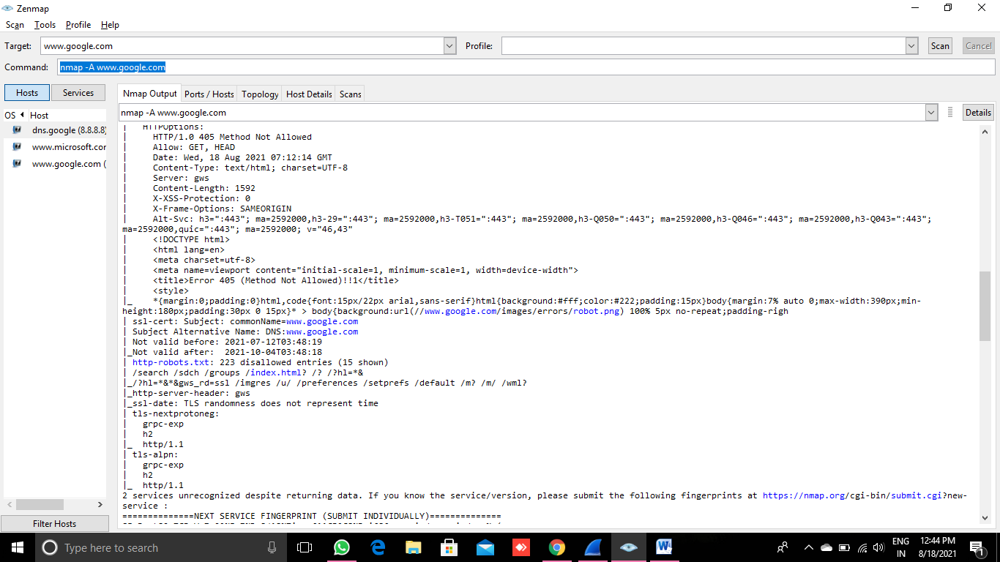 Zenmap
Scan Tools Profile Help
Target: www.google.com Profile: Scan Cancel
Command: nmap -A www.google.com
Hosts Services
Nmap Output Ports / Hosts Topology Host Details Scans
OS Host
dns.google (8.8.8.8)
www.microsoft.cor
www.google.com (
Filter Hosts
nmap -A www.google.com Details
| HTTPOptions:
| HTTP/1.0 405 Method Not Allowed
| Allow: GET, HEAD
| Date: Wed, 18 Aug 2021 07:12:14 GMT
| Content-Type: text/html; charset=UTF-8
| Server: gws
| Content-Length: 1592
| X-XSS-Protection: 0
| X-Frame-Options: SAMEORIGIN
| Alt-Svc: h3=":443"; ma=2592000,h3-29=":443"; ma=2592000,h3-T051=":443"; ma=2592000,h3-Q050=":443"; ma=2592000,h3-Q046=":443"; ma=2592000,h3-Q043=":443";
ma=2592000,quic=":443"; ma=2592000; v="46,43"
| <!DOCTYPE html>
| <html lang=en>
| <meta charset=utf-8>
| <meta name=viewport content="initial-scale=1, minimum-scale=1, width=device-width">
| <title>Error 405 (Method Not Allowed)!!1</title>
| <style>
|_ *{margin:0;padding:0}html,code{font:15px/22px arial,sans-serif}html{background:#fff;color:#222;padding:15px}body{margin:7% auto 0;max-width:390px;min-
height:180px;padding:30px 0 15px}* > body{background:url(//www.google.com/images/errors/robot.png) 100% 5px no-repeat;padding-righ
| ssl-cert: Subject: commonName=www.google.com
| Subject Alternative Name: DNS:www.google.com
| Not valid before: 2021-07-12T03:48:19
|_Not valid after:  2021-10-04T03:48:18
| http-robots.txt: 223 disallowed entries (15 shown)
| /search /sdch /groups /index.html? /? /?hl=*&
|_/?hl=*&*&gws_rd=ssl /imgres /u/ /preferences /setprefs /default /m? /m/ /wml?
|_http-server-header: gws
|_ssl-date: TLS randomness does not represent time
| tls-nextprotoneg:
| grpc-exp
| h2
|_ http/1.1
| tls-alpn:
| grpc-exp
| h2
|_ http/1.1
2 services unrecognized despite returning data. If you know the service/version, please submit the following fingerprints at https://nmap.org/cgi-bin/submit.cgi?new-
service :
==============NEXT SERVICE FINGERPRINT (SUBMIT INDIVIDUALLY)==============
Type here to search
ENG
IN
12:44 PM
8/18/2021
1